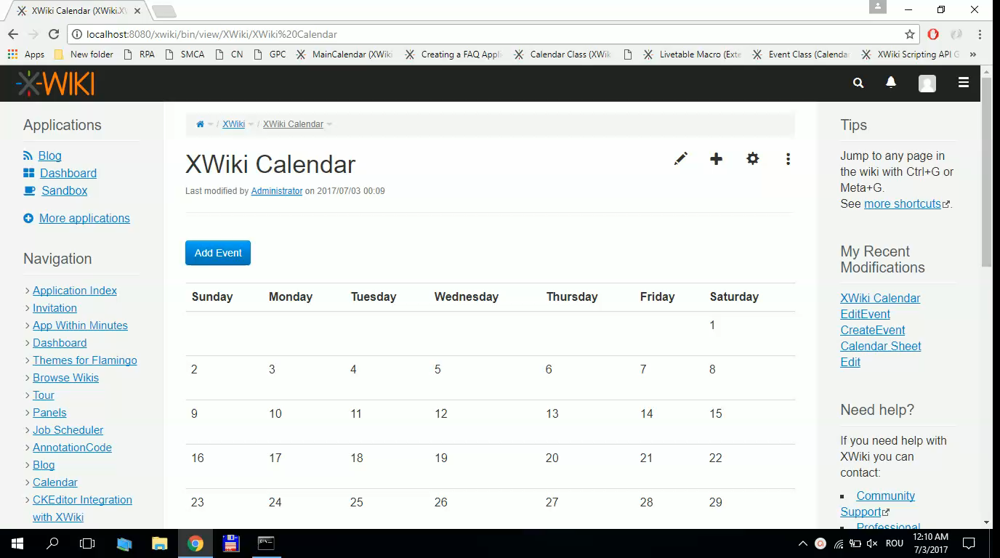 XWiki Calendar (XWiki.XV
localhost:8080/xwiki/bin/view/XWiki/XWiki%20Calendar
Apps New folder RPA SMCA CN GPC MainCalendar (XWiki Creating a FAQ Appli Calendar Class (XWik Livetable Macro (Exte Event Class (Calenda XWiki Scripting API G »
X-WIKI
Applications
Blog
Dashboard
Sandbox
More applications
Navigation
Application Index
Invitation
App Within Minutes
Dashboard
Themes for Flamingo
Browse Wikis
Tour
Panels
Job Scheduler
AnnotationCode
Blog
Calendar
CKEditor Integration
with XWiki
/ XWiki / XWiki Calendar
XWiki Calendar
Last modified by Administrator on 2017/07/03 00:09
Add Event
Sunday Monday Tuesday Wednesday Thursday Friday Saturday
1
2 3 4 5 6 7 8
9 10 11 12 13 14 15
16 17 18 19 20 21 22
23 24 25 26 27 28 29
Tips
Jump to any page in
the wiki with Ctrl+G or
Meta+G.
See more shortcuts.
My Recent
Modifications
XWiki Calendar
EditEvent
CreateEvent
Calendar Sheet
Edit
Need help?
If you need help with
XWiki you can
contact:
Community
Support
Professional
ROU
12:10 AM
7/3/2017